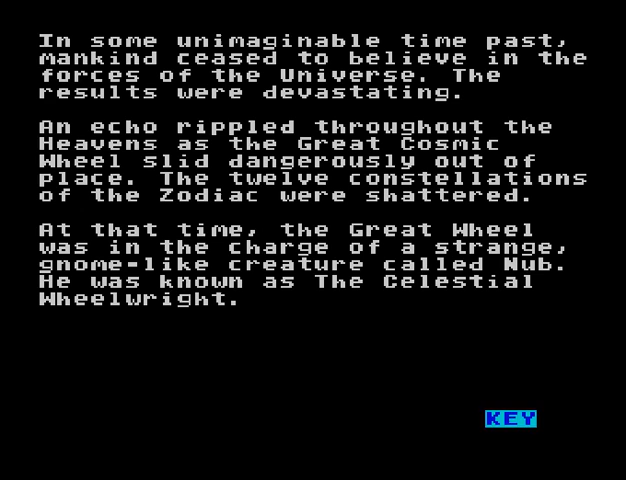 In some unimaginable time past,
mankind ceased to believe in the
forces of the Universe. The
results were devastating.
An echo rippled throughout the
Heavens as the Great Cosmic
Wheel slid dangerously out of
place. The twelve constellations
of the Zodiac were shattered.
At that time, the Great Wheel
was in the charge of a strange,
gnome-like creature called Nub.
He was known as The Celestial
Wheelwright.
KEY